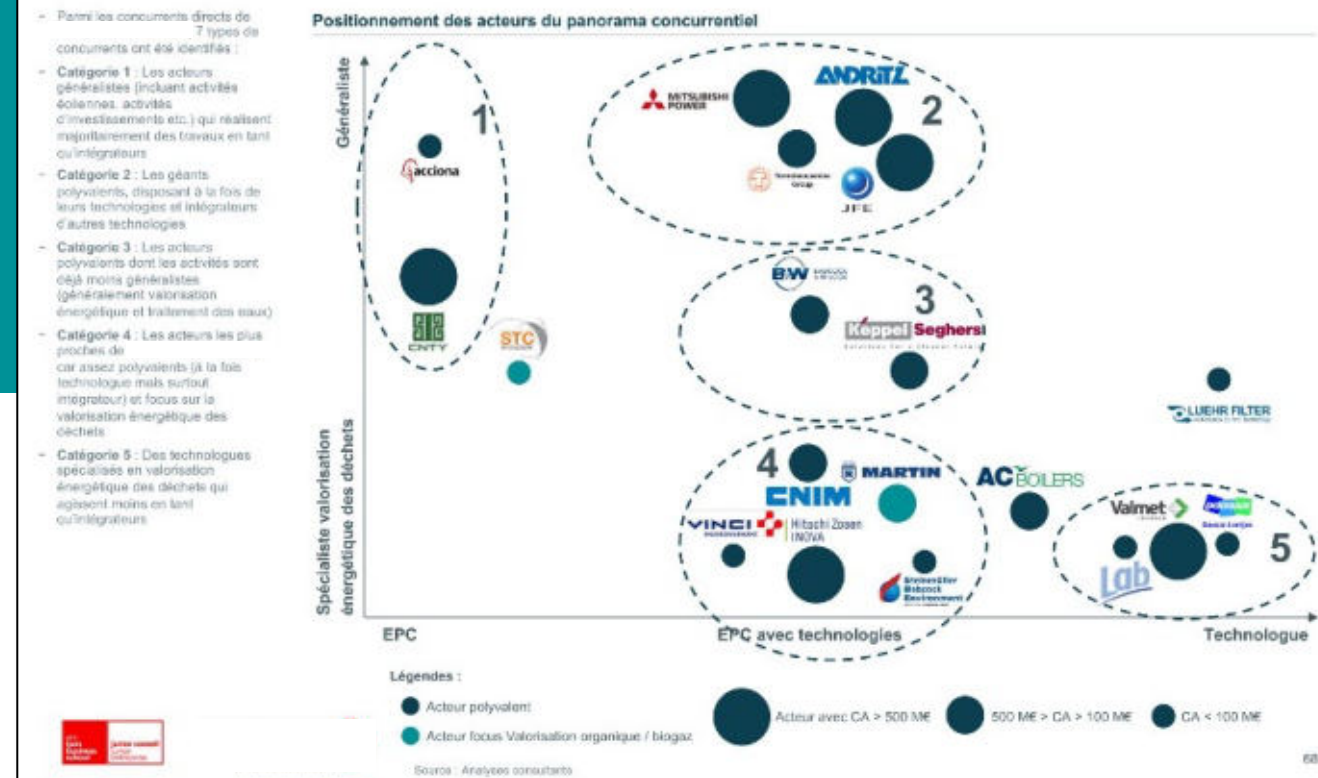 - Parmi les concurrents directs de
7 types de
concurrents ont été identifiés :
- Catégorie 1 : Les acteurs
généralistes (incluant activités
éoliennes, activités
d'investissements etc.) qui réalisent
majoritairement des travaux en tant
qu'intégrateurs
- Catégorie 2 : Les géants
polyvalents, disposant à la fois de
leurs technologies et intégrateurs
d'autres technologies
- Catégorie 3 : Les acteurs
polyvalents dont les activités sont
déjà moins généralistes
(généralement valorisation
énergétique et traitement des eaux)
- Catégorie 4 : Les acteurs les plus
proches de
car assez polyvalents (à la fois
technologue mais surtout
intégrateur) et focus sur la
valorisation énergétique des
déchets
- Catégorie 5 : Des technologues
spécialisés en valorisation
énergétique des déchets qui
agissent moins en tant
qu'intégrateurs
Positionnement des acteurs du panorama concurrentiel
Généraliste
Spécialiste valorisation
énergétique des déchets
1
acciona
CNTY
STC
MITSUBISHI
POWER
ANDRITZ
2
Group
JFE
B&W
3
Keppel Seghers
LUEHR FILTER
4
MARTIN
CNIM
VINCI
Hitachi Zosen
INOVA
Steinmüller
Babcock
Environment
AC BOILERS
Valmet
Lab
5
EPC
EPC avec technologies
Technologue
Légendes :
Acteur polyvalent
Acteur focus Valorisation organique / biogaz
Acteur avec CA > 500 M€
500 M€ > CA > 100 M€
CA < 100 M€
Source : Analyses consultants
68